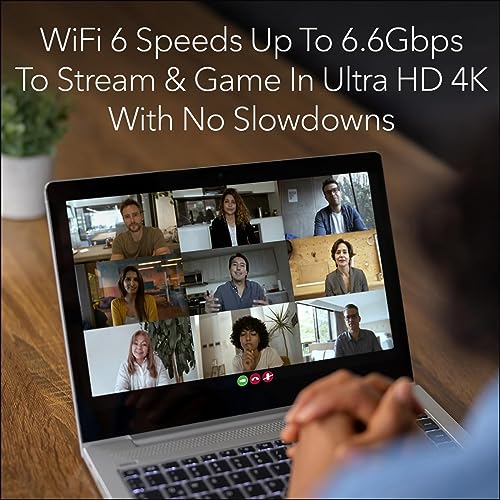 WiFi 6 Speeds Up To 6.6Gbps
To Stream & Game In Ultra HD 4K
With No Slowdowns